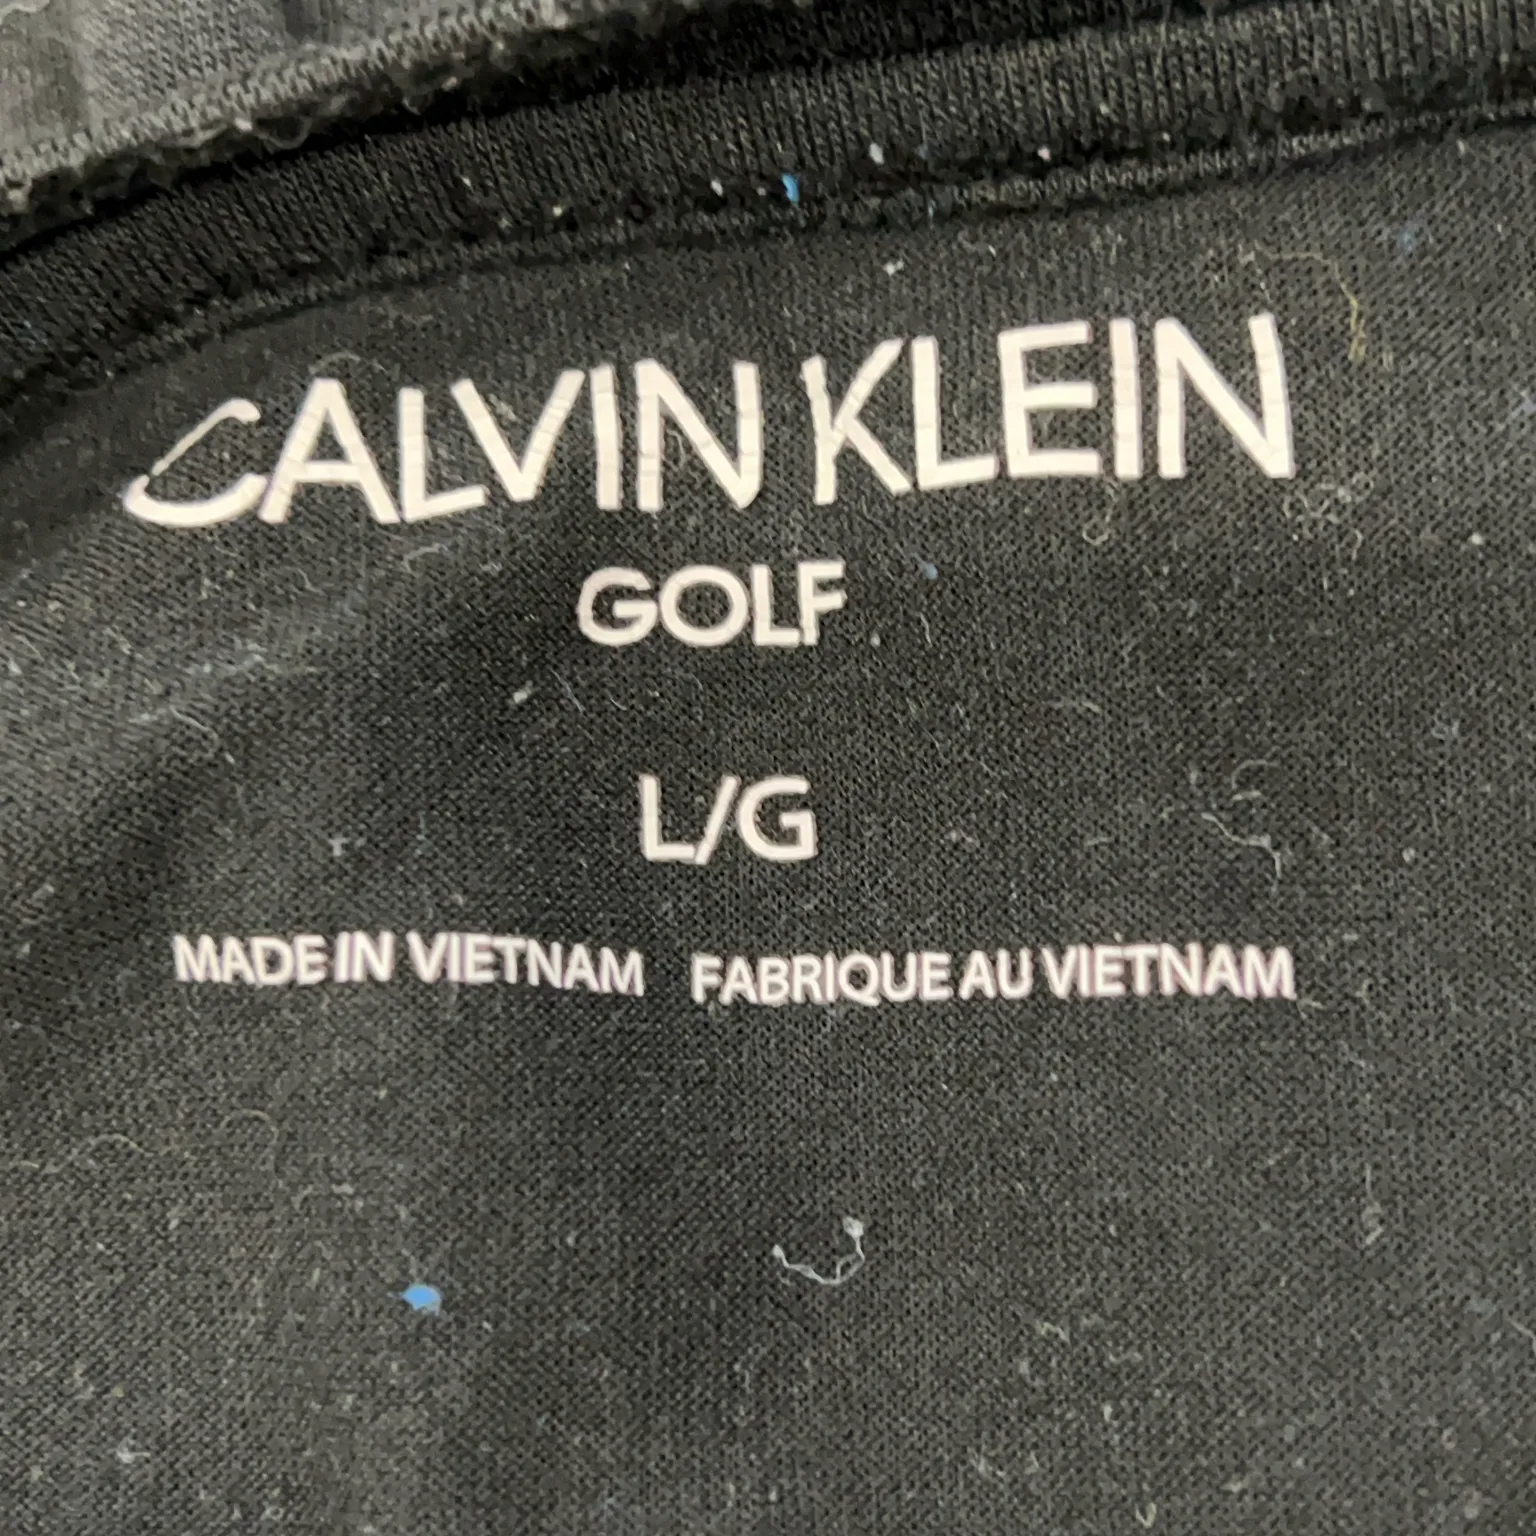 CALVIN KLEIN
GOLF
L/G
MADE IN VIETNAM FABRIQUE AU VIETNAM